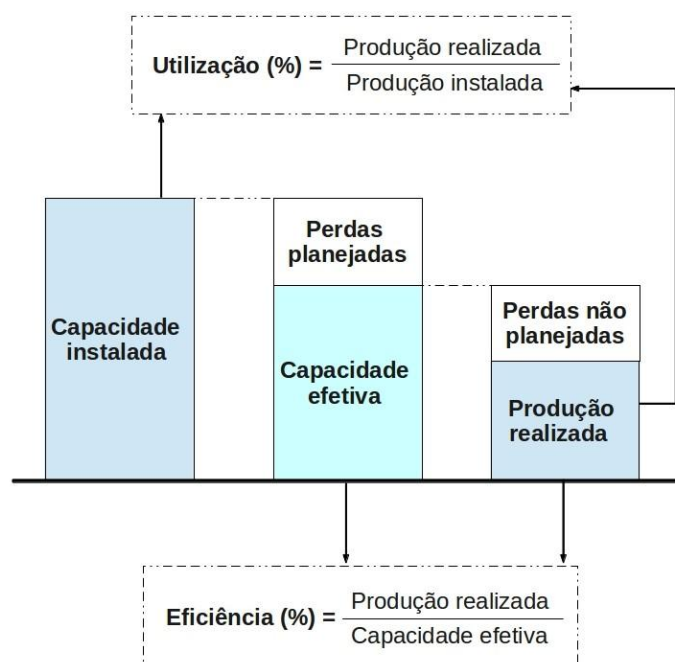 Utilização (%) = Produção realizada
Produção instalada
Perdas
planejadas
Capacidade
instalada
Capacidade
efetiva
Perdas não
planejadas
Produção
realizada
Eficiência (%) = Produção realizada
Capacidade efetiva